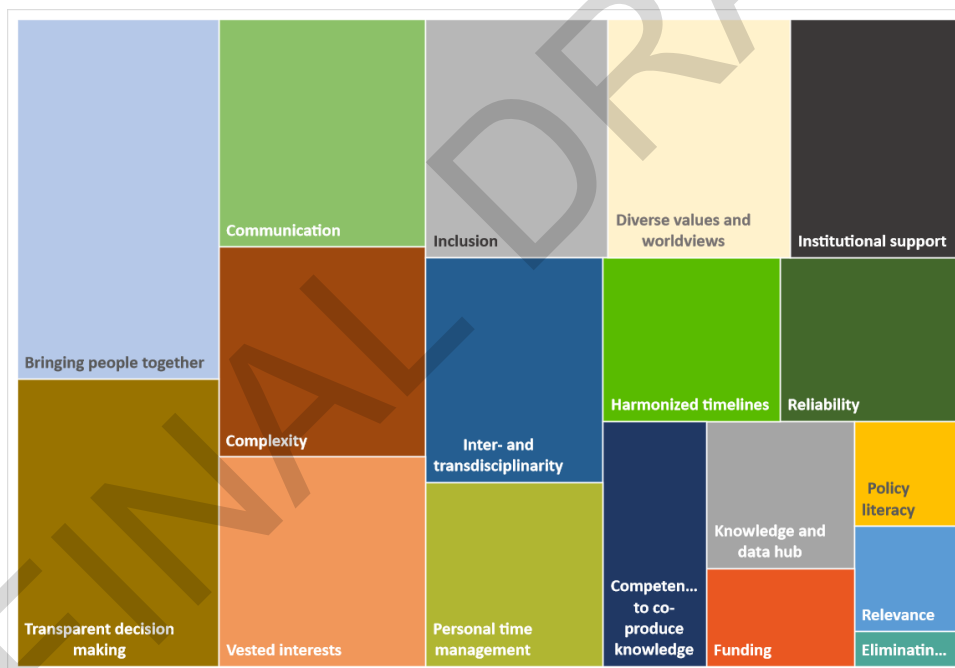 Bringing people together
Transparent decision
making
Communication
Complexity
Vested interests
Inclusion
Diverse values and
worldviews
Institutional support
Inter- and
transdisciplinarity
Personal time
management
Harmonized timelines
Reliability
Competen...
to co-
produce
knowledge
Knowledge and
data hub
Funding
Policy
literacy
Relevance
Eliminatin...
FINAL DRA